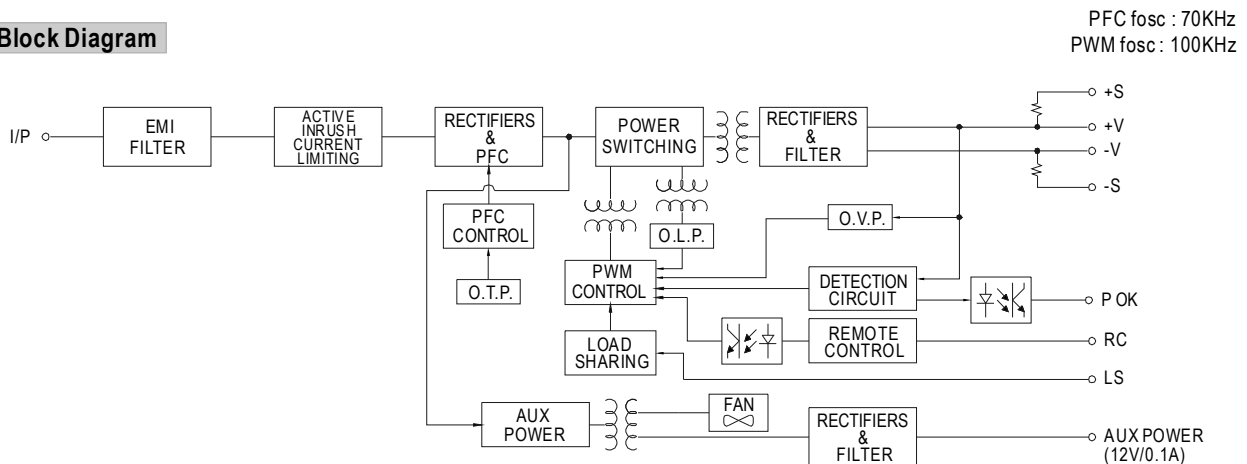 Block Diagram
PFC fosc : 70KHz
PWM fosc : 100KHz
I/P
EMI
FILTER
ACTIVE
INRUSH
CURRENT
LIMITING
RECTIFIERS
&
PFC
POWER
SWITCHING
RECTIFIERS
&
FILTER
+S
+V
-V
-S
PFC
CONTROL
O.L.P.
O.V.P.
O.T.P.
PWM
CONTROL
DETECTION
CIRCUIT
P OK
LOAD
SHARING
REMOTE
CONTROL
RC
LS
AUX
POWER
FAN
RECTIFIERS
&
FILTER
AUX POWER
(12V/0.1A)